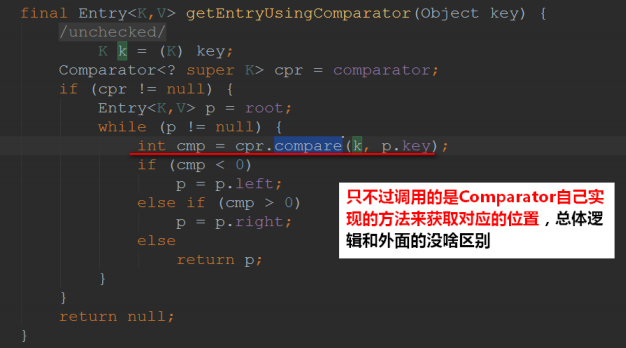 final Entry<K,V> getEntryUsingComparator(Object key) {
/unchecked/
K k = (K) key;
Comparator<? super K> cpr = comparator;
if (cpr != null) {
Entry<K,V> p = root;
while (p != null) {
int cmp = cpr.compare(k, p.key);
if (cmp < 0)
p = p.left;
else if (cmp > 0)
p = p.right;
else
return p;
}
}
return null;
}
只不过调用的是Comparator自己实
现的方法来获取对应的位置，总体逻
辑和外面的没啥区别